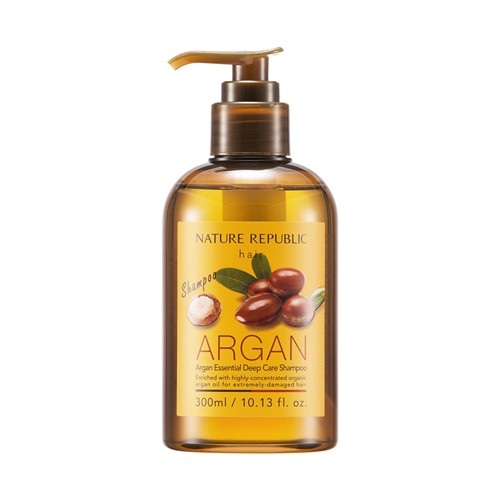 NATURE REPUBLIC
hair
Shampoo
ARGAN
Argan Essential Deep Care Shampoo
Enriched with highly-concentrated organic
argan oil for extremely-damaged hair
300ml / 10.13 fl. oz.